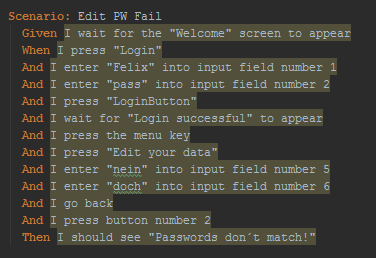 Scenario: Edit PW Fail
Given I wait for the "Welcome" screen to appear
When I press "Login"
And I enter "Felix" into input field number 1
And I enter "pass" into input field number 2
And I press "LoginButton"
And I wait for "Login successful" to appear
And I press the menu key
And I press "Edit your data"
And I enter "nein" into input field number 5
And I enter "doch" into input field number 6
And I go back
And I press button number 2
Then I should see "Passwords don´t match!"